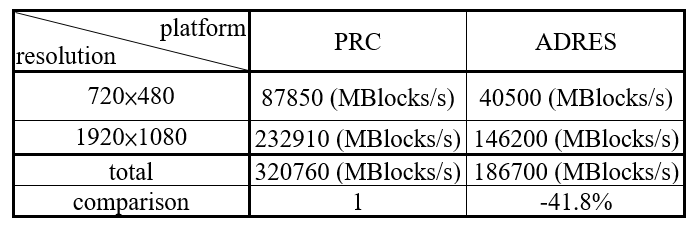 platform
resolution
PRC
ADRES
720×480
87850 (MBlocks/s)
40500 (MBlocks/s)
1920×1080
232910 (MBlocks/s)
146200 (MBlocks/s)
total
320760 (MBlocks/s)
186700 (MBlocks/s)
comparison
1
-41.8%